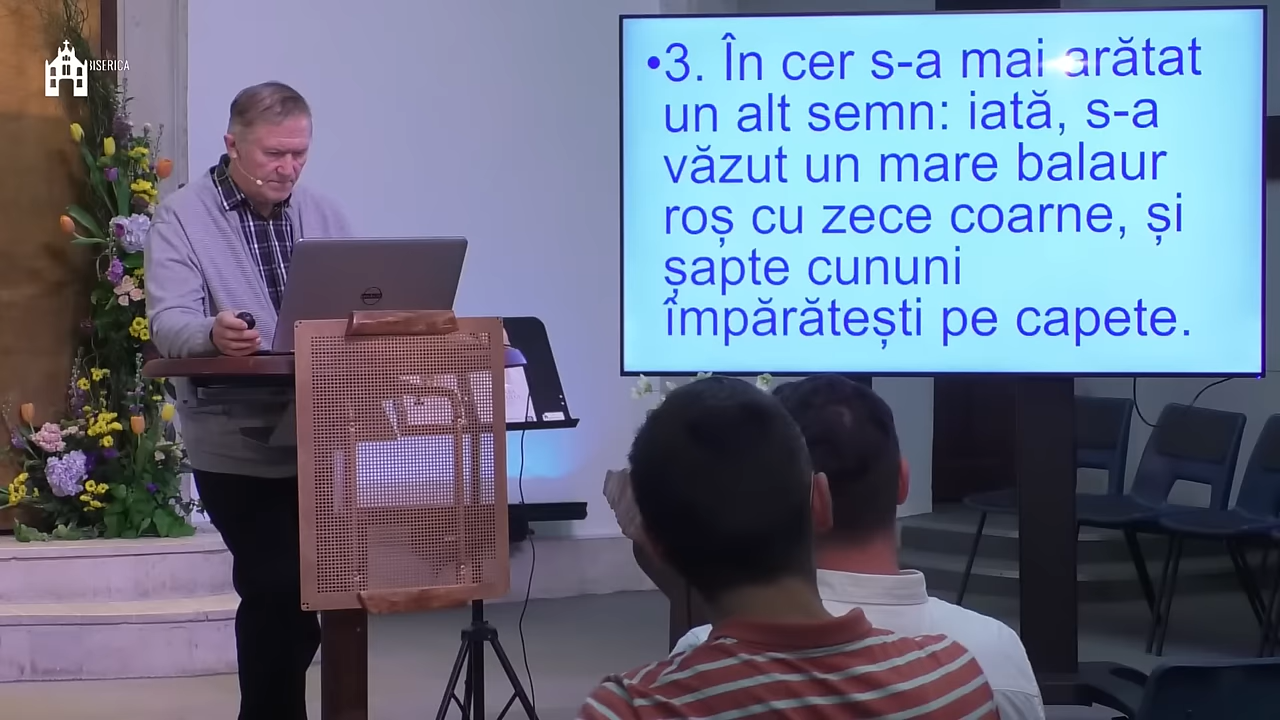 BISERICA
•3. În cer s-a mai arătat
un alt semn: iată, s-a
văzut un mare balaur
roș cu zece coarne, și
șapte cununi
împărătești pe capete.